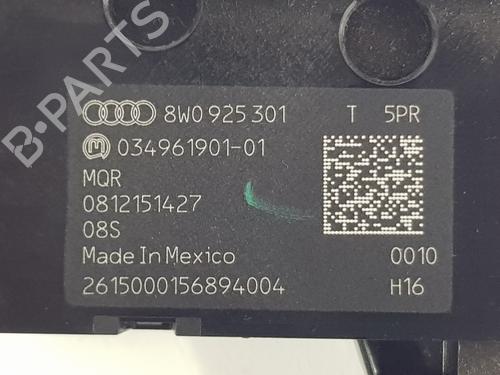 8W0 925 301 T 5PR
034961901-01
MQR
0812151427
08S
Made In Mexico 0010
2615000156894004 H16
B-PARTS